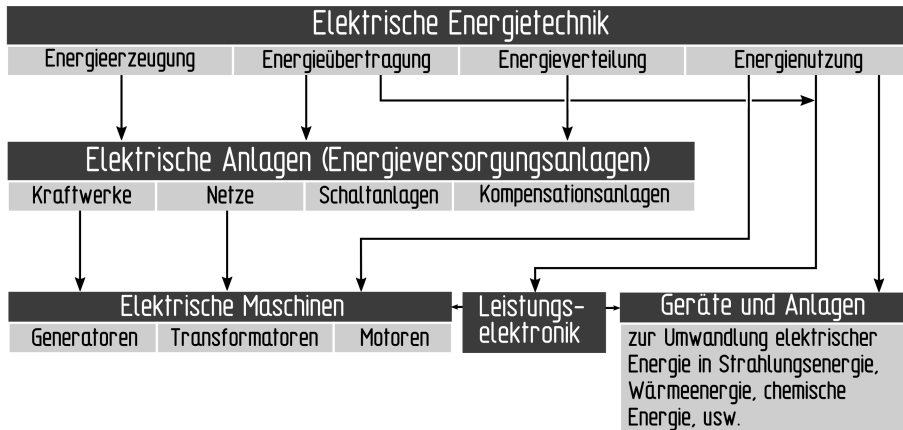 Elektrische Energietechnik
Energieerzeugung Energieübertragung Energieverteilung Energienutzung
Elektrische Anlagen (Energieversorgungsanlagen)
Kraftwerke Netze Schaltanlagen Kompensationsanlagen
Elektrische Maschinen
Generatoren Transformatoren Motoren
Leistungs-
elektronik
Geräte und Anlagen
zur Umwandlung elektrischer
Energie in Strahlungsenergie,
Wärmeenergie, chemische
Energie, usw.